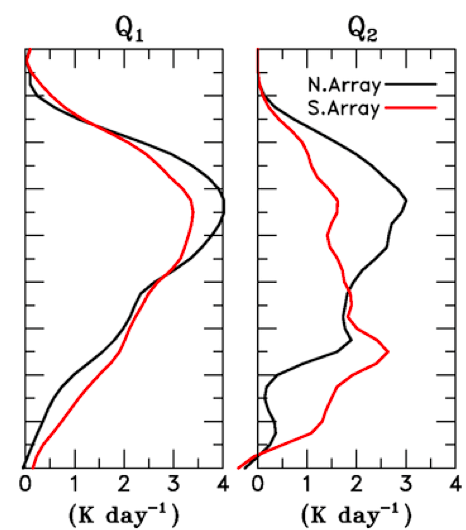 Q₁ Q₂
N.Array
S.Array
0 1 2 3 4 0 1 2 3 4
(K day⁻¹) (K day⁻¹)